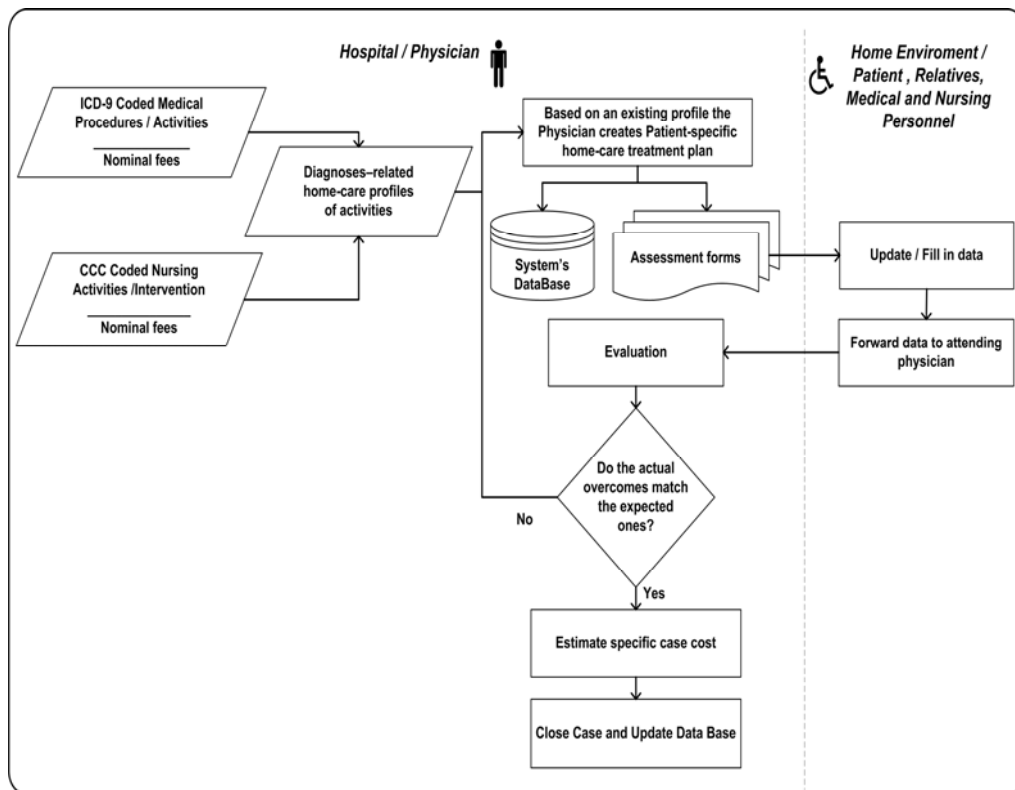 Hospital / Physician
Home Enviroment /
Patient , Relatives,
Medical and Nursing
Personnel
ICD-9 Coded Medical
Procedures / Activities
Nominal fees
Diagnoses–related
home-care profiles
of activities
CCC Coded Nursing
Activities /Intervention
Nominal fees
Based on an existing profile the
Physician creates Patient-specific
home-care treatment plan
System's
DataBase
Assessment forms
Update / Fill in data
Forward data to attending
physician
Evaluation
Do the actual
overcomes match
the expected
ones?
No
Yes
Estimate specific case cost
Close Case and Update Data Base